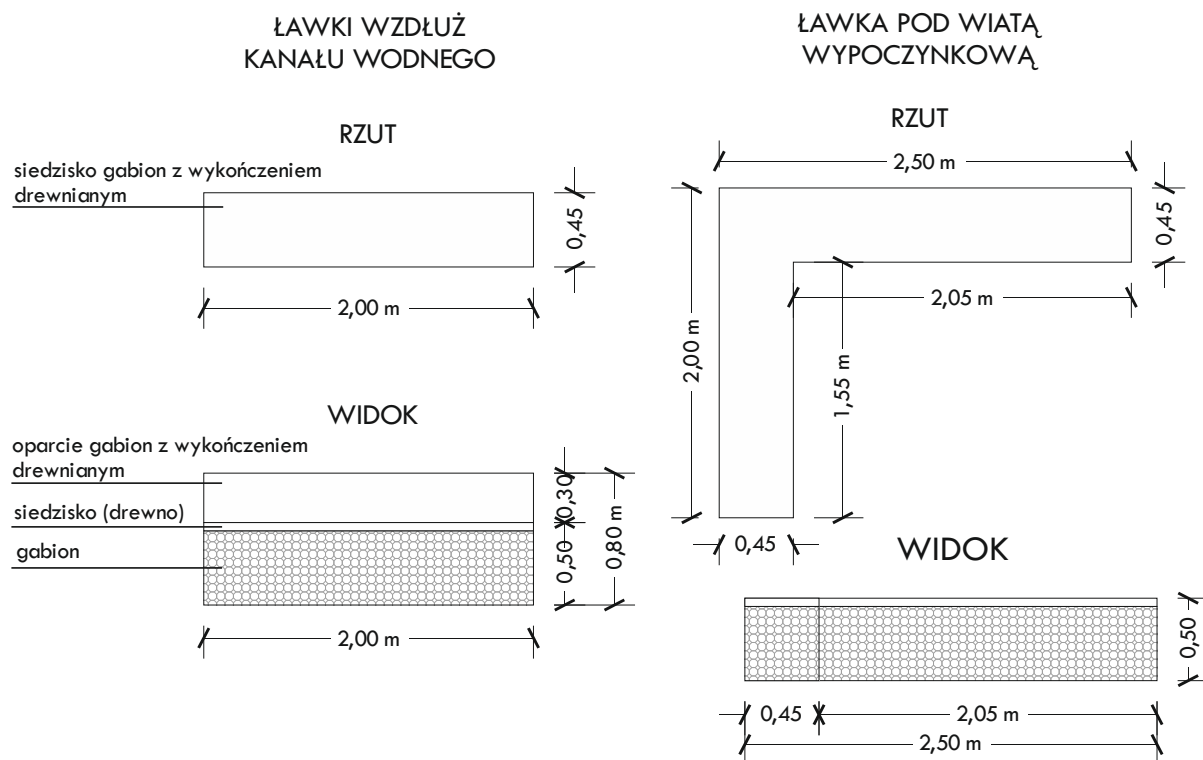 ŁAWKI WZDŁUŻ
KANAŁU WODNEGO
RZUT
siedzisko gabion z wykończeniem
drewnianym
0,45
2,00 m
WIDOK
oparcie gabion z wykończeniem
drewnianym
siedzisko (drewno)
gabion
0,30
0,50
0,80 m
2,00 m
ŁAWKA POD WIATĄ
WYPOCZYNKOWĄ
RZUT
2,50 m
0,45
2,05 m
2,00 m
1,55 m
0,45
WIDOK
0,50
0,45
2,05 m
2,50 m